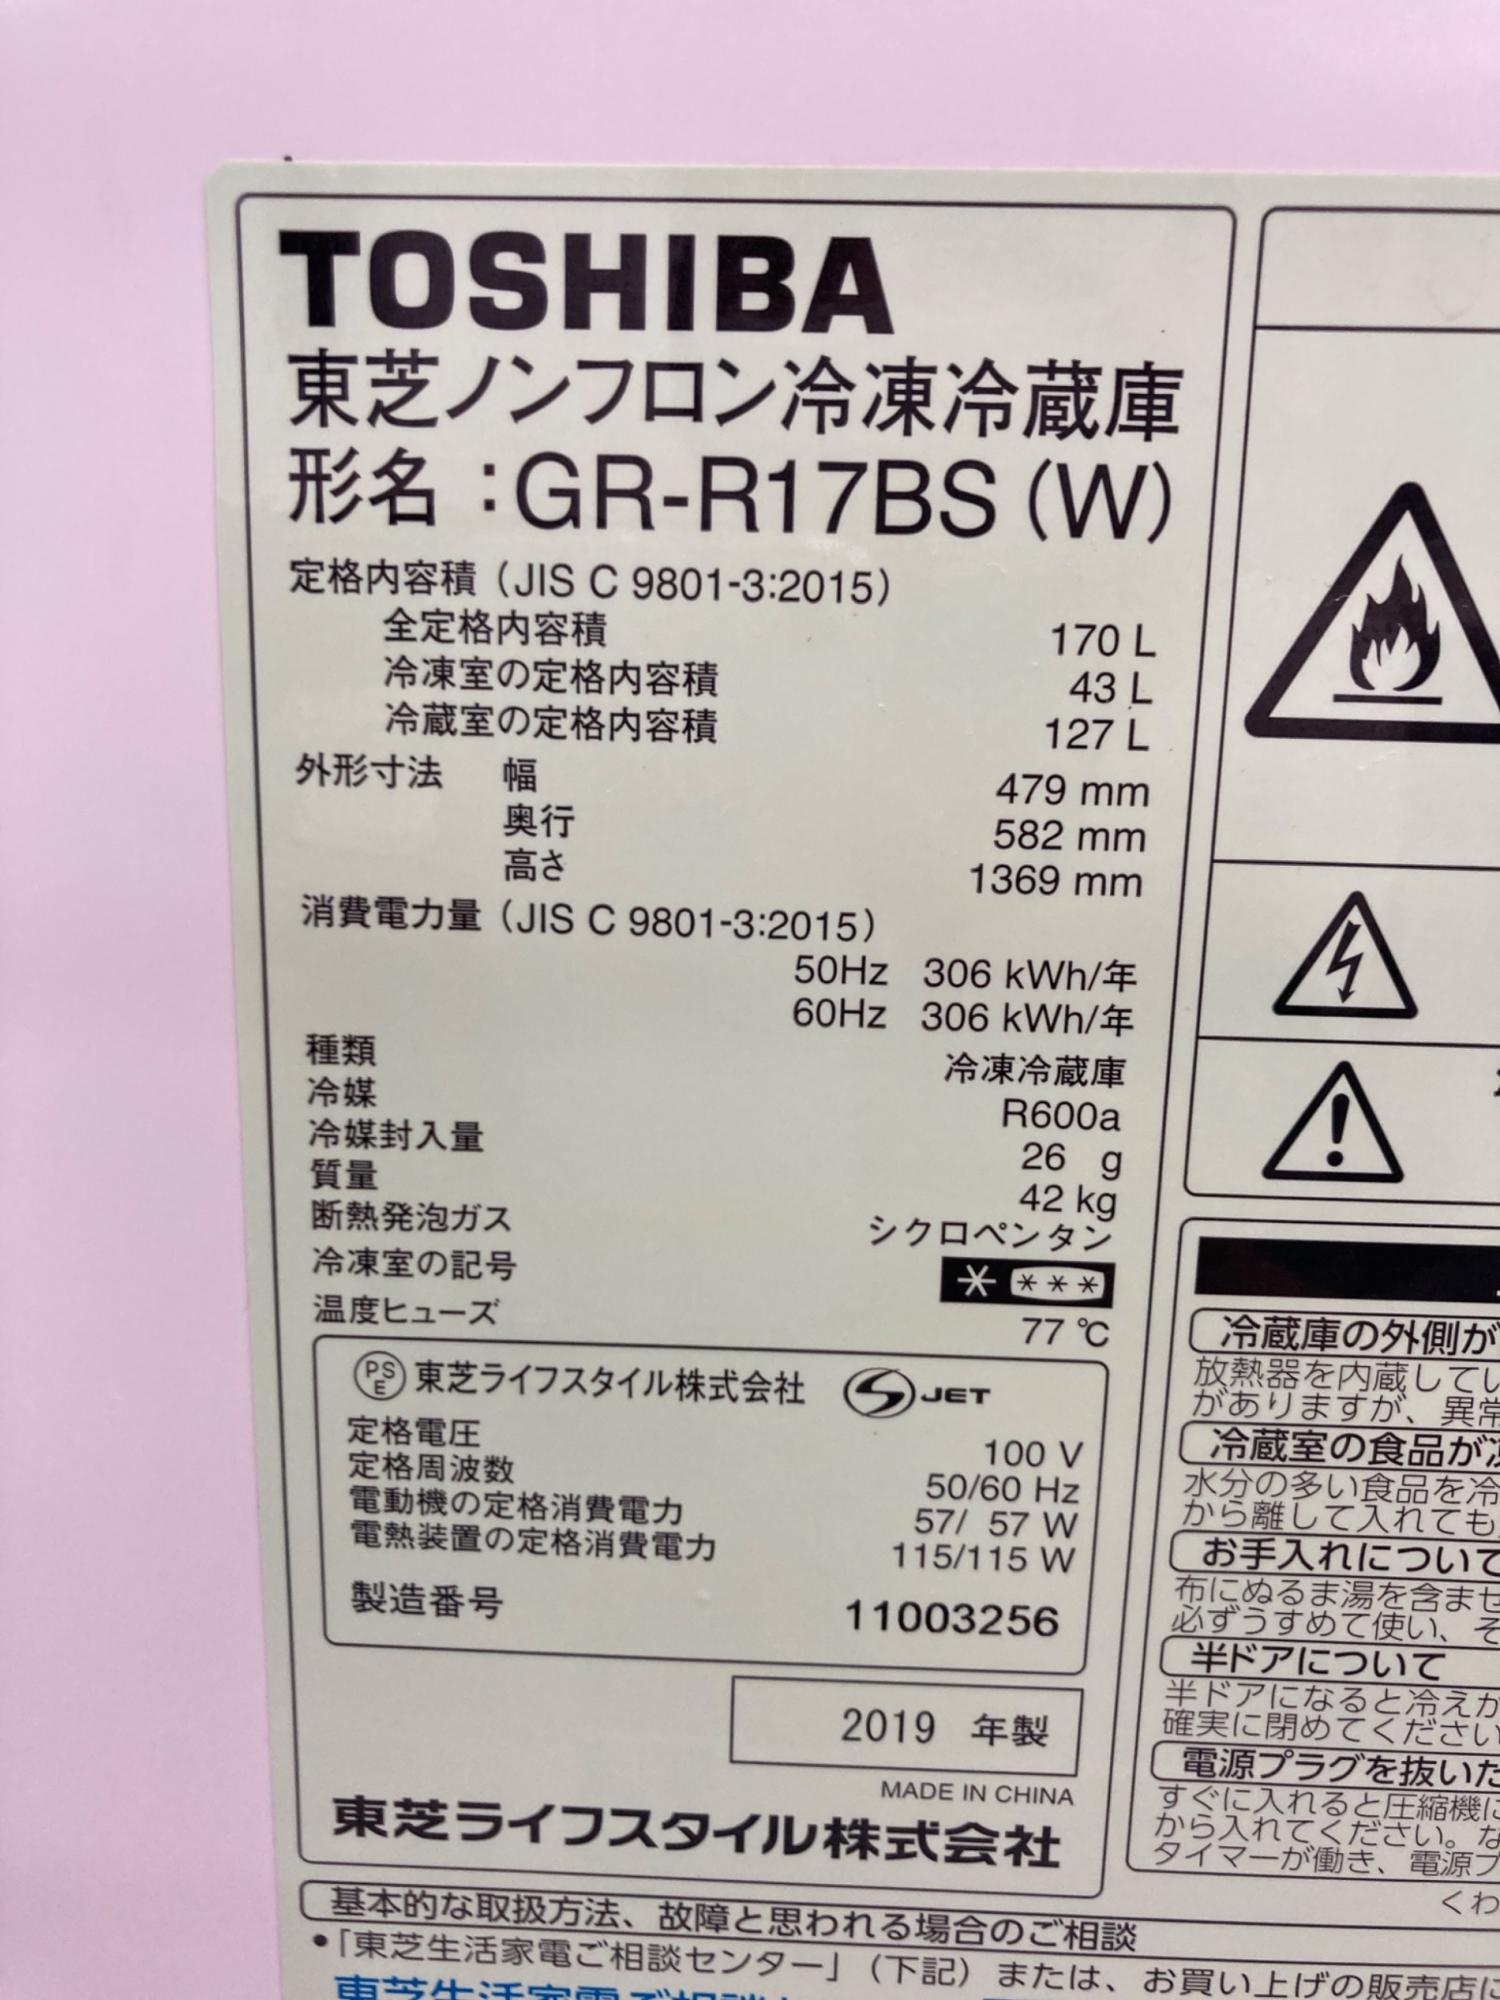 TOSHIBA
東芝ノンフロン冷凍冷蔵庫
形名：GR-R17BS (W)
定格内容積（JIS C 9801-3:2015）
全定格内容積 170 L
冷凍室の定格内容積 43 L
冷蔵室の定格内容積 127 L
外形寸法 幅 479 mm
奥行 582 mm
高さ 1369 mm
消費電力量（JIS C 9801-3:2015）
50Hz 306 kWh/年
60Hz 306 kWh/年
種類 冷凍冷蔵庫
冷媒 R600a
冷媒封入量 26 g
質量 42 kg
断熱発泡ガス シクロペンタン
冷凍室の記号 * ***
温度ヒューズ 77 ℃
PSE 東芝ライフスタイル株式会社 S JET
定格電圧 100 V
定格周波数 50/60 Hz
電動機の定格消費電力 57/ 57 W
電熱装置の定格消費電力 115/115 W
製造番号 11003256
2019 年製
MADE IN CHINA
東芝ライフスタイル株式会社
冷蔵庫の外側が
放熱器を内蔵してい
がありますが、異常
冷蔵室の食品が
水分の多い食品を冷
から離して入れても
お手入れについて
布にぬるま湯を含ませ
必ずうすめて使い、そ
半ドアについて
半ドアになると冷えが
確実に閉めてください
電源プラグを抜いた
すぐに入れると圧縮機に
から入れてください。な
タイマーが働き、電源プ
くわ
基本的な取扱方法、故障と思われる場合のご相談
•「東芝生活家電ご相談センター」（下記）または、お買い上げの販売店に
東芝生活家電ご相談